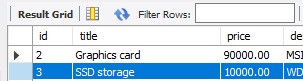 Result Grid Filter Rows:
id title price de
2 Graphics card 90000.00 MSI
3 SSD storage 10000.00 WD